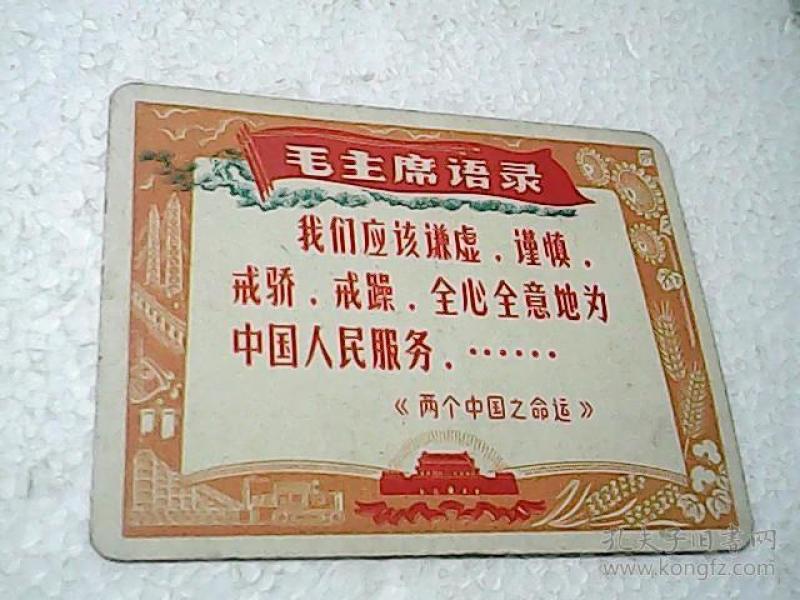 毛主席语录
我们应该谦虚、谨慎、
戒骄、戒躁、全心全意地为
中国人民服务、……
《两个中国之命运》
孔夫子旧书网
www.kongfz.com